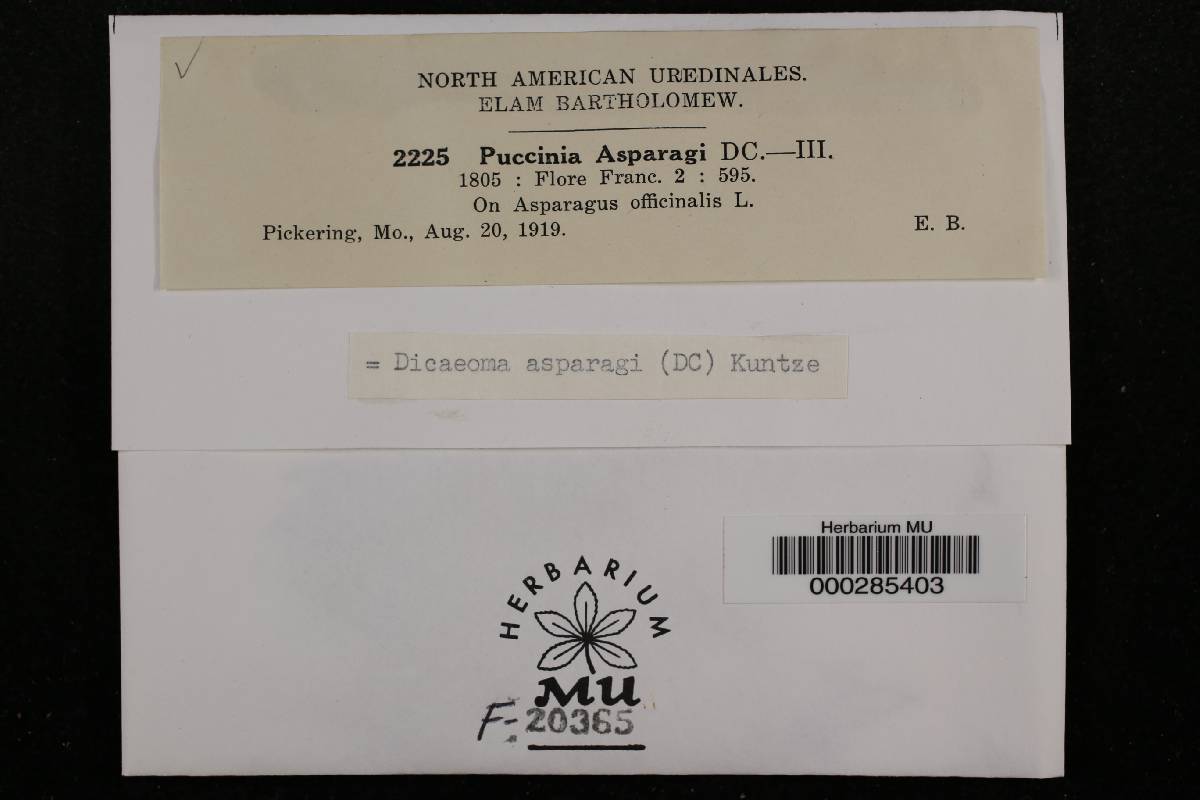 NORTH AMERICAN UREDINALES.
ELAM BARTHOLOMEW.
2225 Puccinia Asparagi DC.—III.
1805 : Flore Franc. 2 : 595.
On Asparagus officinalis L.
Pickering, Mo., Aug. 20, 1919. E. B.
= Dicaeoma asparagi (DC) Kuntze
Herbarium MU
000285403
HERBARIUM
MU
F- 20365